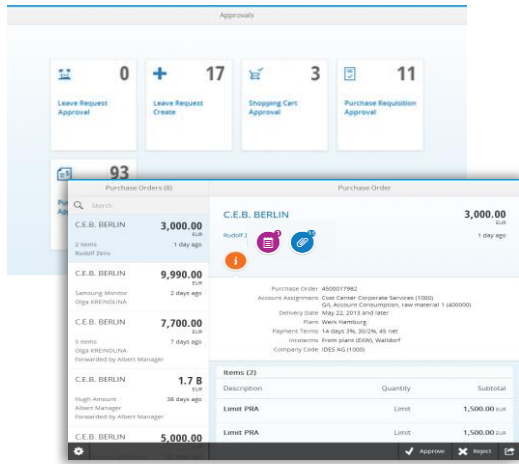 Approvals
0
Leave Request
Approval
17
Leave Request
Create
3
Shopping Cart
Approval
11
Purchase Requisition
Approval
93
Purchase Orders (8)
Search
C.E.B. BERLIN 3,000.00
EUR
2 items 1 day ago
Rudolf Zens
C.E.B. BERLIN 9,990.00
EUR
Samsung Monitor 2 days ago
Olga KREINDLINA
C.E.B. BERLIN 7,700.00
EUR
5 items 7 days ago
Olga KREINDLINA
Forwarded by Albert Manager
C.E.B. BERLIN 1.7 B
EUR
Hugh Amount 36 days ago
Albert Manager
Forwarded by Albert Manager
C.E.B. BERLIN 5,000.00
Purchase Order
C.E.B. BERLIN 3,000.00
EUR
Rudolf 1 day ago
Purchase Order 4500017982
Account Assignment Cost Center Corporate Services (1000)
G/L Account Consumption, raw material 1 (400000)
Delivery Date May 22, 2013 and later
Plant Werk Hamburg
Payment Terms 14 days 3%, 30/2%, 45 net
Incoterms From plant (EXW), Walldorf
Company Code IDES AG (1000)
Items (2)
Description Quantity Subtotal
Limit PRA Limit 1,500.00 EUR
Limit PRA Limit 1,500.00 EUR
Approve Reject